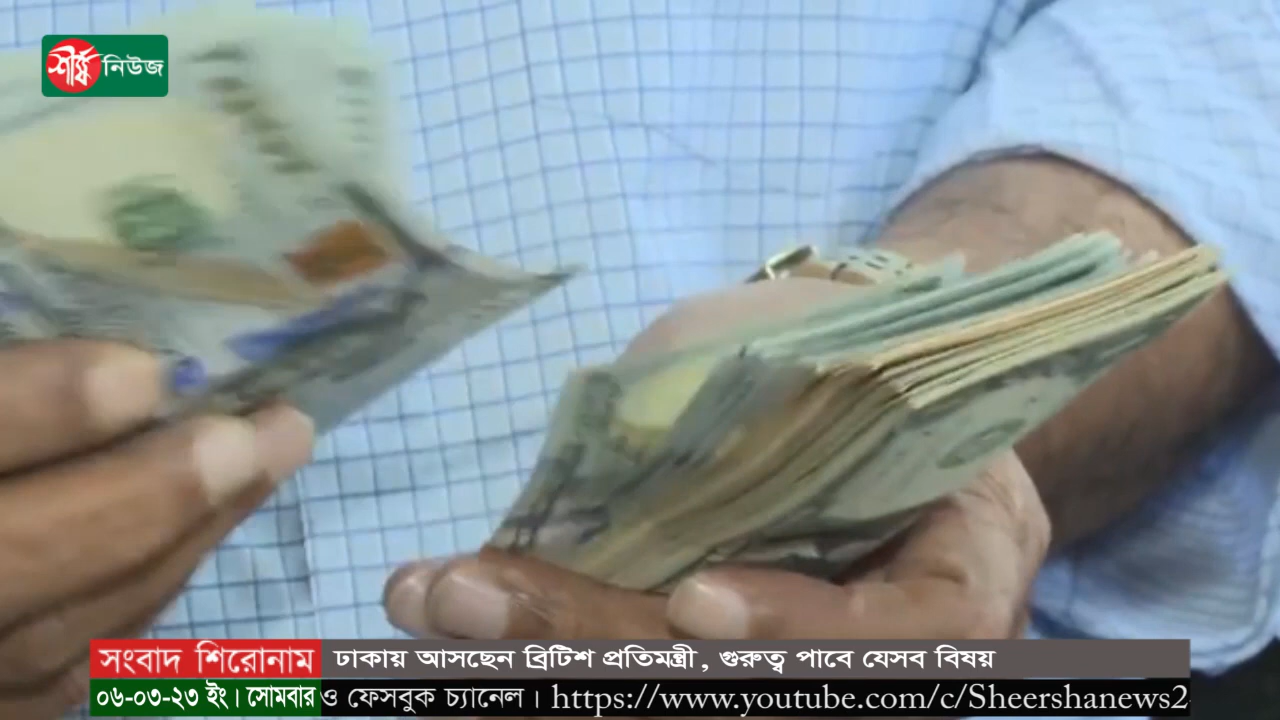 শীর্ষ নিউজ
সংবাদ শিরোনাম
ঢাকায় আসছেন ব্রিটিশ প্রতিমন্ত্রী, গুরুত্ব পাবে যেসব বিষয়
০৬-০৩-২৩ ইং। সোমবার
ও ফেসবুক চ্যানেল। https://www.youtube.com/c/Sheershanews2